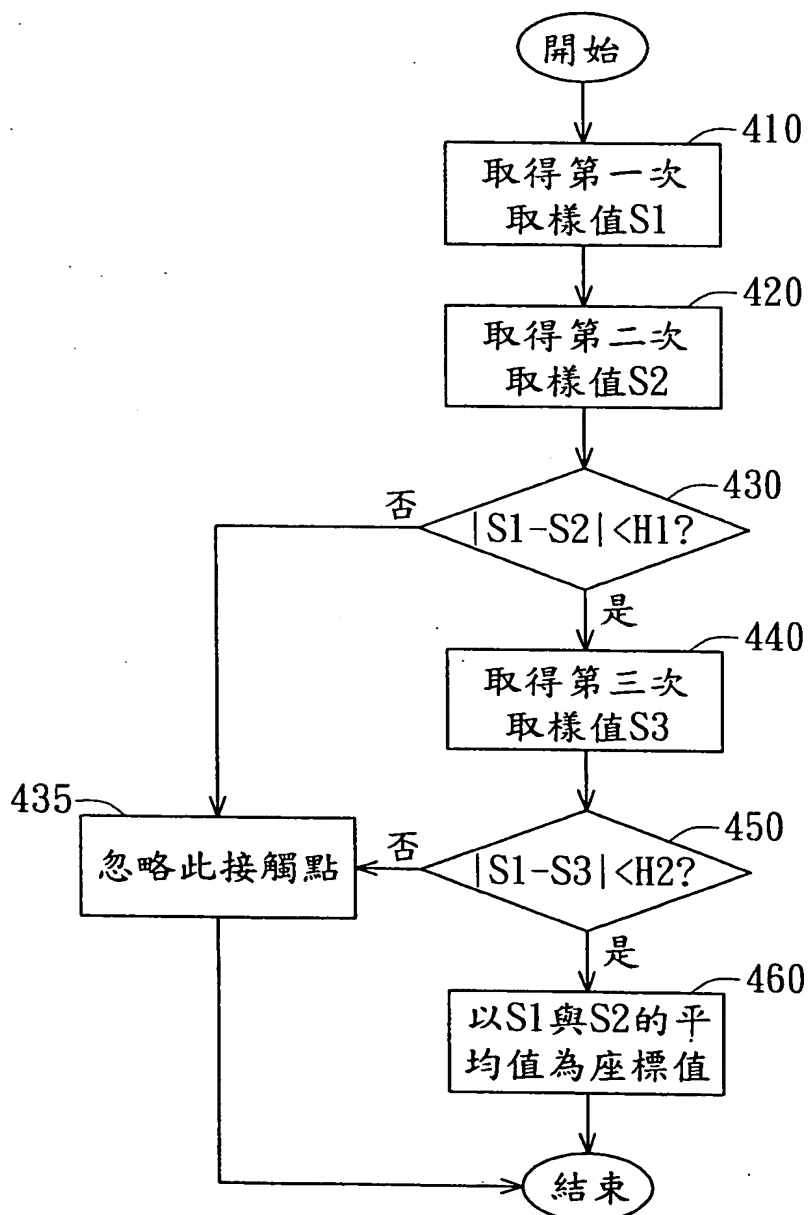 開始
410
取得第一次
取樣值S1
420
取得第二次
取樣值S2
430
否
|S1-S2|<H1?
是
440
取得第三次
取樣值S3
435
450
忽略此接觸點
否
|S1-S3|<H2?
是
460
以S1與S2的平
均值為座標值
結束